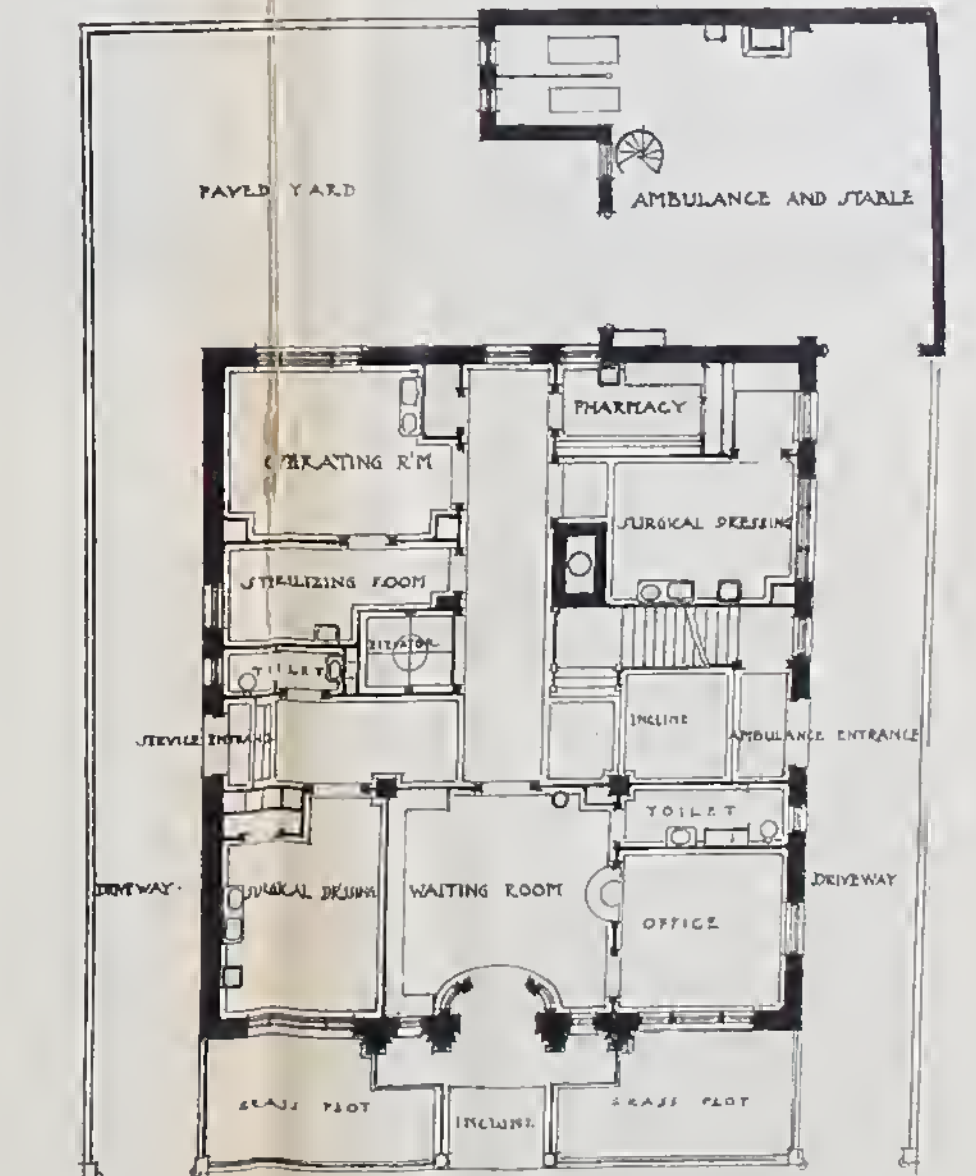 PAVED YARD
AMBULANCE AND STABLE
PHARMACY
OPERATING R'M
SURGICAL DRESSING
STERILIZING ROOM
ELEVATOR
TOILET
INCLINE
SERVICE ENTRANCE
AMBULANCE ENTRANCE
TOILET
DRIVEWAY
SURGICAL DRESSING
WAITING ROOM
OFFICE
DRIVEWAY
GRASS PLOT
INCLINE
GRASS PLOT